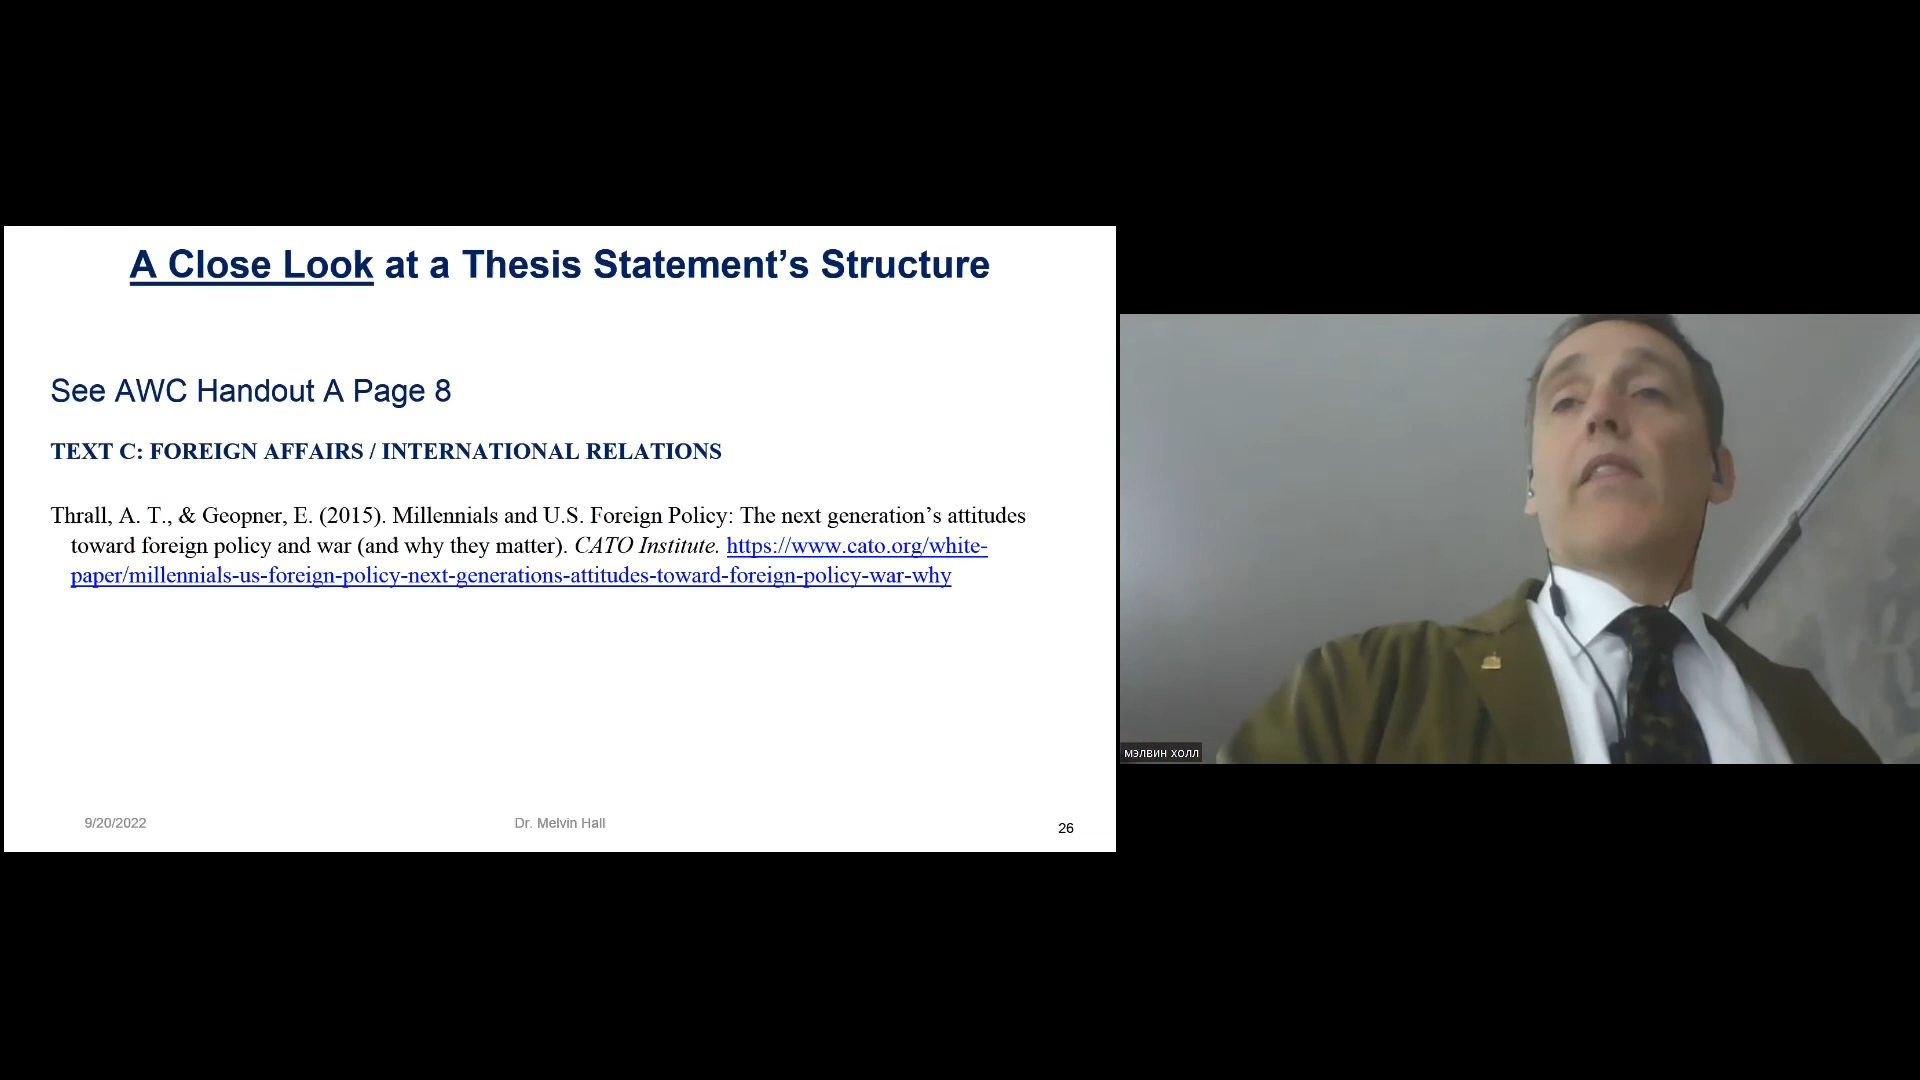 A Close Look at a Thesis Statement’s Structure
See AWC Handout A Page 8
TEXT C: FOREIGN AFFAIRS / INTERNATIONAL RELATIONS
Thrall, A. T., & Geopner, E. (2015). Millennials and U.S. Foreign Policy: The next generation’s attitudes
toward foreign policy and war (and why they matter). CATO Institute. https://www.cato.org/white-
paper/millennials-us-foreign-policy-next-generations-attitudes-toward-foreign-policy-war-why
9/20/2022
Dr. Melvin Hall
26
мэлвин холл